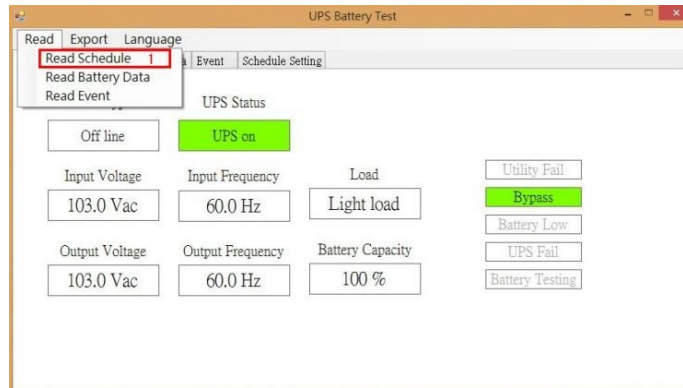 UPS Battery Test
Read Export Language
Read Schedule 1
Event Schedule Setting
Read Battery Data
Read Event
UPS Status
Off line UPS on
Input Voltage Input Frequency Load
103.0 Vac 60.0 Hz Light load
Utility Fail
Bypass
Battery Low
Output Voltage Output Frequency Battery Capacity
UPS Fail
103.0 Vac 60.0 Hz 100 %
Battery Testing